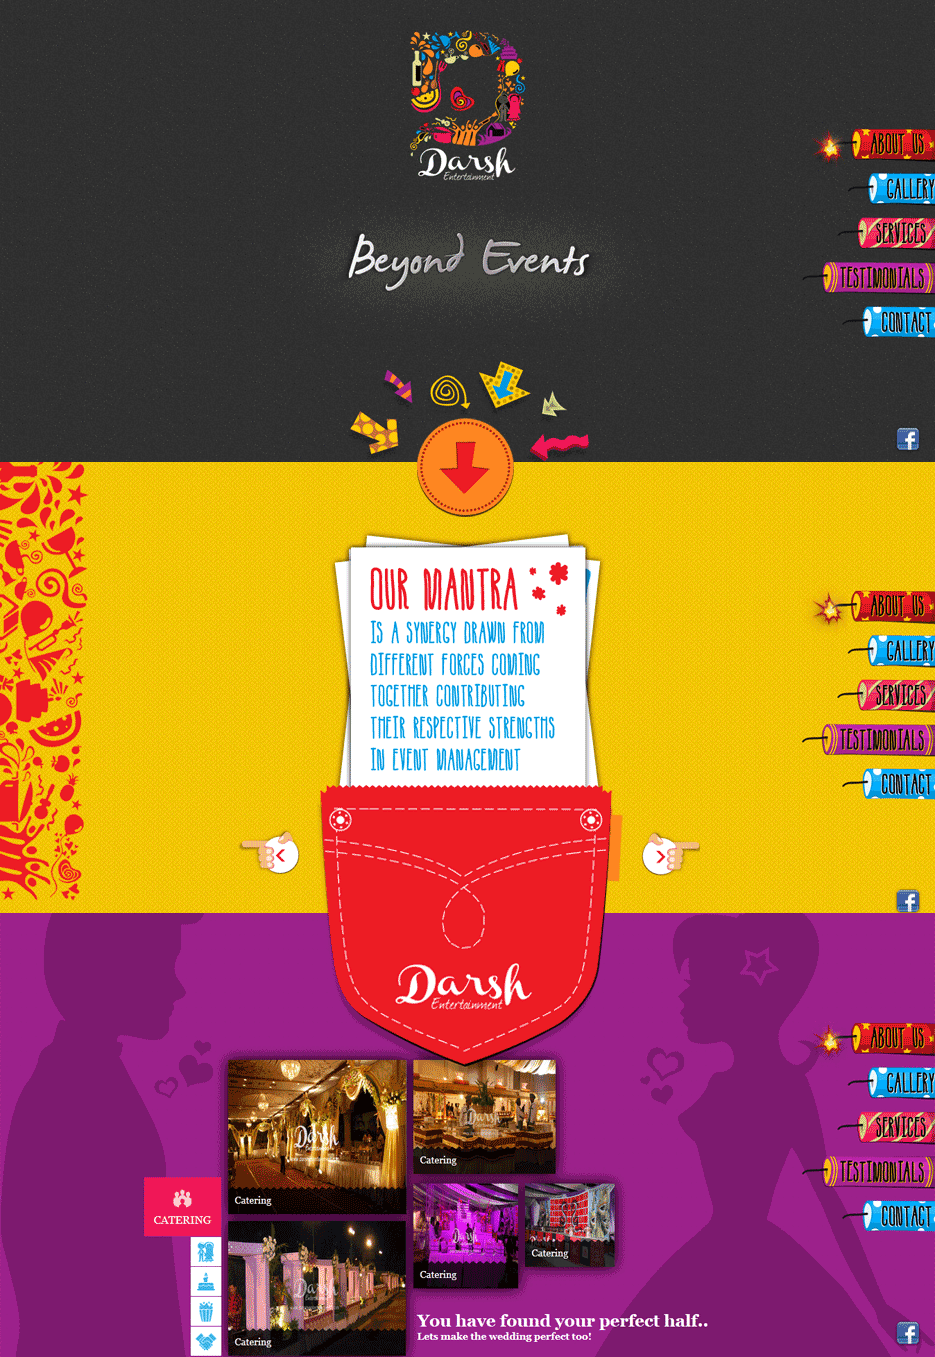 Darsh
Entertainment
Beyond Events
ABOUT US
GALLERY
SERVICES
TESTIMONIALS
CONTACT
OUR MANTRA
IS A SYNERGY DRAWN FROM
DIFFERENT FORCES COMING
TOGETHER CONTRIBUTING
THEIR RESPECTIVE STRENGTHS
IN EVENT MANAGEMENT
ABOUT US
GALLERY
SERVICES
TESTIMONIALS
CONTACT
Darsh
Entertainment
ABOUT US
GALLERY
SERVICES
TESTIMONIALS
CONTACT
Darsh
Catering
Catering
CATERING
Darsh
Catering
Catering
Catering
You have found your perfect half..
Lets make the wedding perfect too!